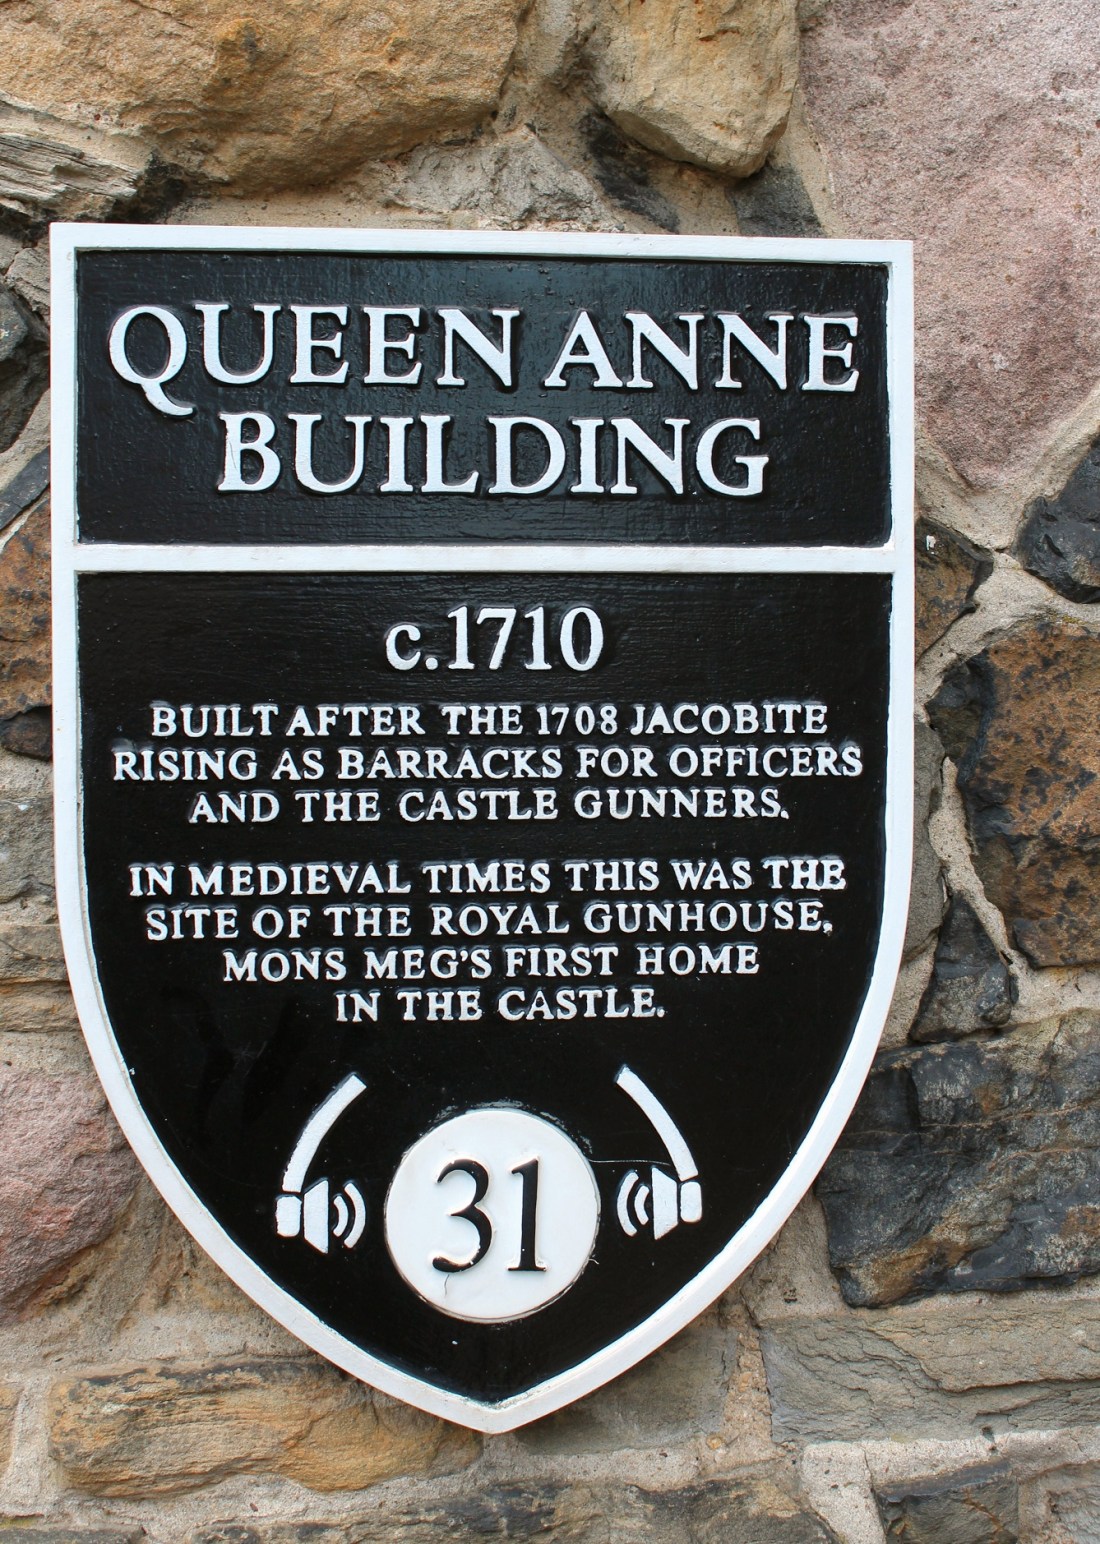 QUEEN ANNE
BUILDING
c.1710
BUILT AFTER THE 1708 JACOBITE
RISING AS BARRACKS FOR OFFICERS
AND THE CASTLE GUNNERS.
IN MEDIEVAL TIMES THIS WAS THE
SITE OF THE ROYAL GUNHOUSE,
MONS MEG'S FIRST HOME
IN THE CASTLE.
31